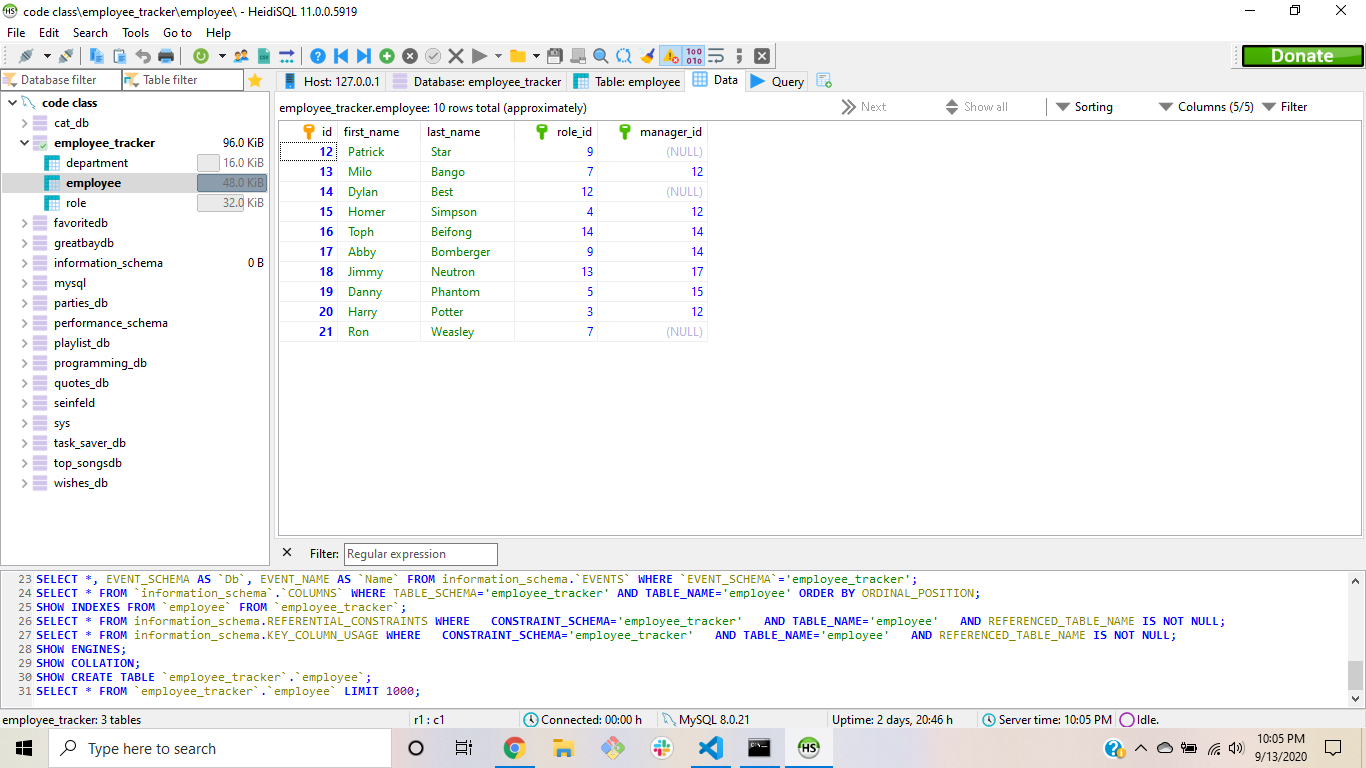 code class\employee_tracker\employee\ - HeidiSQL 11.0.0.5919
File Edit Search Tools Go to Help
Donate
Database filter Table filter
Host: 127.0.0.1 Database: employee_tracker Table: employee Data Query
code class
cat_db
employee_tracker 96.0 KiB
department 16.0 KiB
employee 48.0 KiB
role 32.0 KiB
favoritedb
greatbaydb
information_schema 0 B
mysql
parties_db
performance_schema
playlist_db
programming_db
quotes_db
seinfeld
sys
task_saver_db
top_songsdb
wishes_db
employee_tracker.employee: 10 rows total (approximately) Next Show all Sorting Columns (5/5) Filter
id first_name last_name role_id manager_id
12 Patrick Star 9 (NULL)
13 Milo Bango 7 12
14 Dylan Best 12 (NULL)
15 Homer Simpson 4 12
16 Toph Beifong 14 14
17 Abby Bomberger 9 14
18 Jimmy Neutron 13 17
19 Danny Phantom 5 15
20 Harry Potter 3 12
21 Ron Weasley 7 (NULL)
Filter: Regular expression
23 SELECT *, EVENT_SCHEMA AS `Db`, EVENT_NAME AS `Name` FROM information_schema.`EVENTS` WHERE `EVENT_SCHEMA`='employee_tracker';
24 SELECT * FROM `information_schema`.`COLUMNS` WHERE TABLE_SCHEMA='employee_tracker' AND TABLE_NAME='employee' ORDER BY ORDINAL_POSITION;
25 SHOW INDEXES FROM `employee` FROM `employee_tracker`;
26 SELECT * FROM information_schema.REFERENTIAL_CONSTRAINTS WHERE   CONSTRAINT_SCHEMA='employee_tracker'   AND TABLE_NAME='employee'   AND REFERENCED_TABLE_NAME IS NOT NULL;
27 SELECT * FROM information_schema.KEY_COLUMN_USAGE WHERE   CONSTRAINT_SCHEMA='employee_tracker'   AND TABLE_NAME='employee'   AND REFERENCED_TABLE_NAME IS NOT NULL;
28 SHOW ENGINES;
29 SHOW COLLATION;
30 SHOW CREATE TABLE `employee_tracker`.`employee`;
31 SELECT * FROM `employee_tracker`.`employee` LIMIT 1000;
employee_tracker: 3 tables r1 : c1 Connected: 00:00 h MySQL 8.0.21 Uptime: 2 days, 20:46 h Server time: 10:05 PM Idle.
Type here to search
10:05 PM
9/13/2020